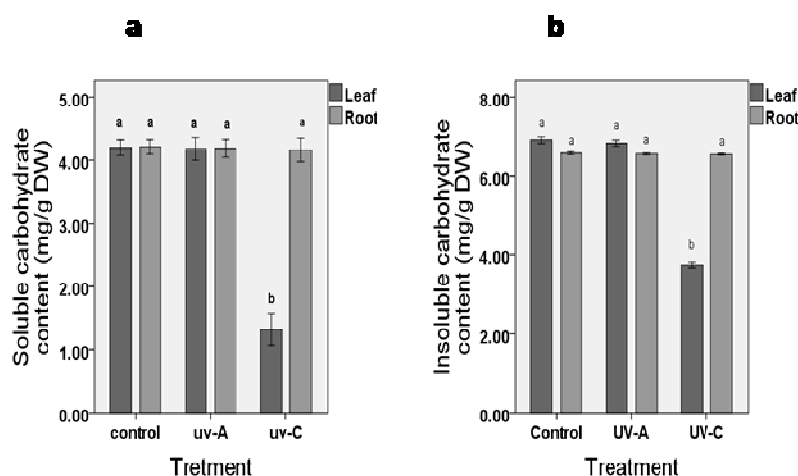 a
5.00
4.00
3.00
2.00
1.00
0.00
Soluble carbohydrate
content (mg/g DW)
a a a a b a
control uv-A uv-C
Tretment
Leaf
Root
b
8.00
6.00
4.00
2.00
0.00
Insoluble carbohydrate
content (mg/g DW)
a a a a b a
Control UV-A UV-C
Treatment
Leaf
Root